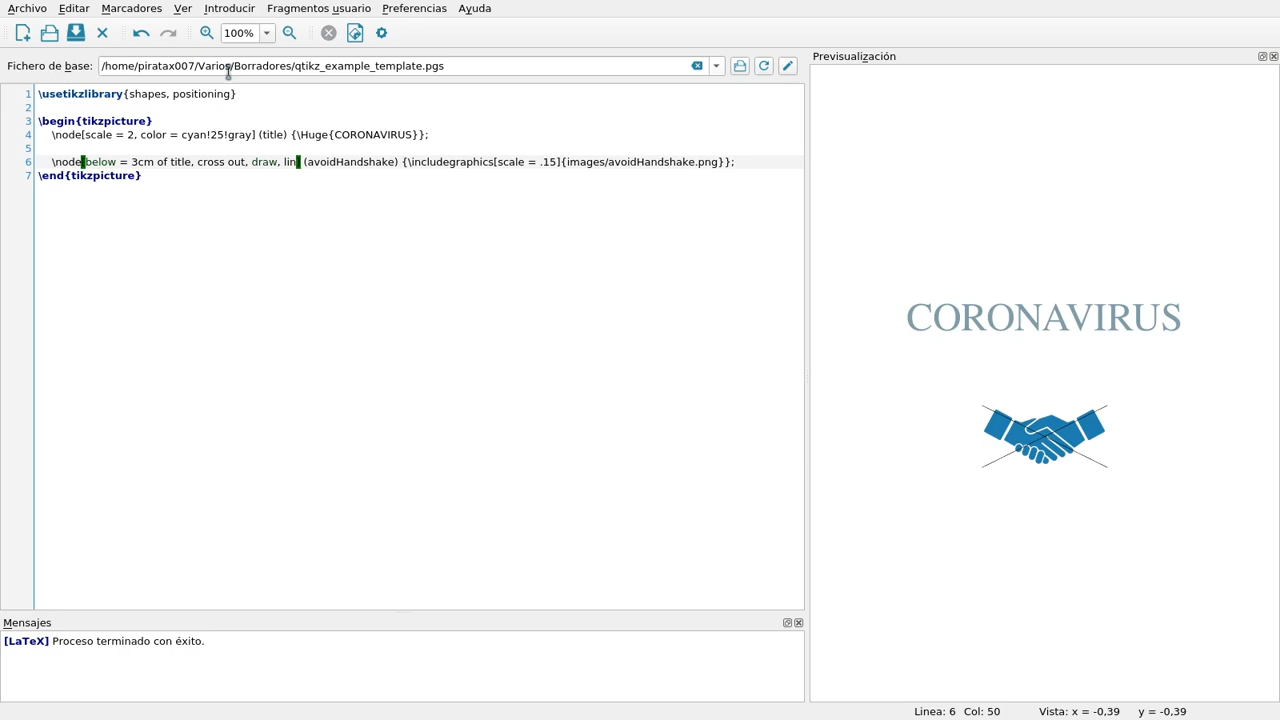 Archivo Editar Marcadores Ver Introducir Fragmentos usuario Preferencias Ayuda
100%
Fichero de base: /home/piratax007/Varios/Borradores/qtikz_example_template.pgs
Previsualización
1 \usetikzlibrary{shapes, positioning}
2
3 \begin{tikzpicture}
4 \node[scale = 2, color = cyan!25!gray] (title) {\Huge{CORONAVIRUS}};
5
6 \node[below = 3cm of title, cross out, draw, lin] (avoidHandshake) {\includegraphics[scale = .15]{images/avoidHandshake.png}};
7 \end{tikzpicture}
CORONAVIRUS
Mensajes
[LaTeX] Proceso terminado con éxito.
Linea: 6 Col: 50 Vista: x = -0,39 y = -0,39